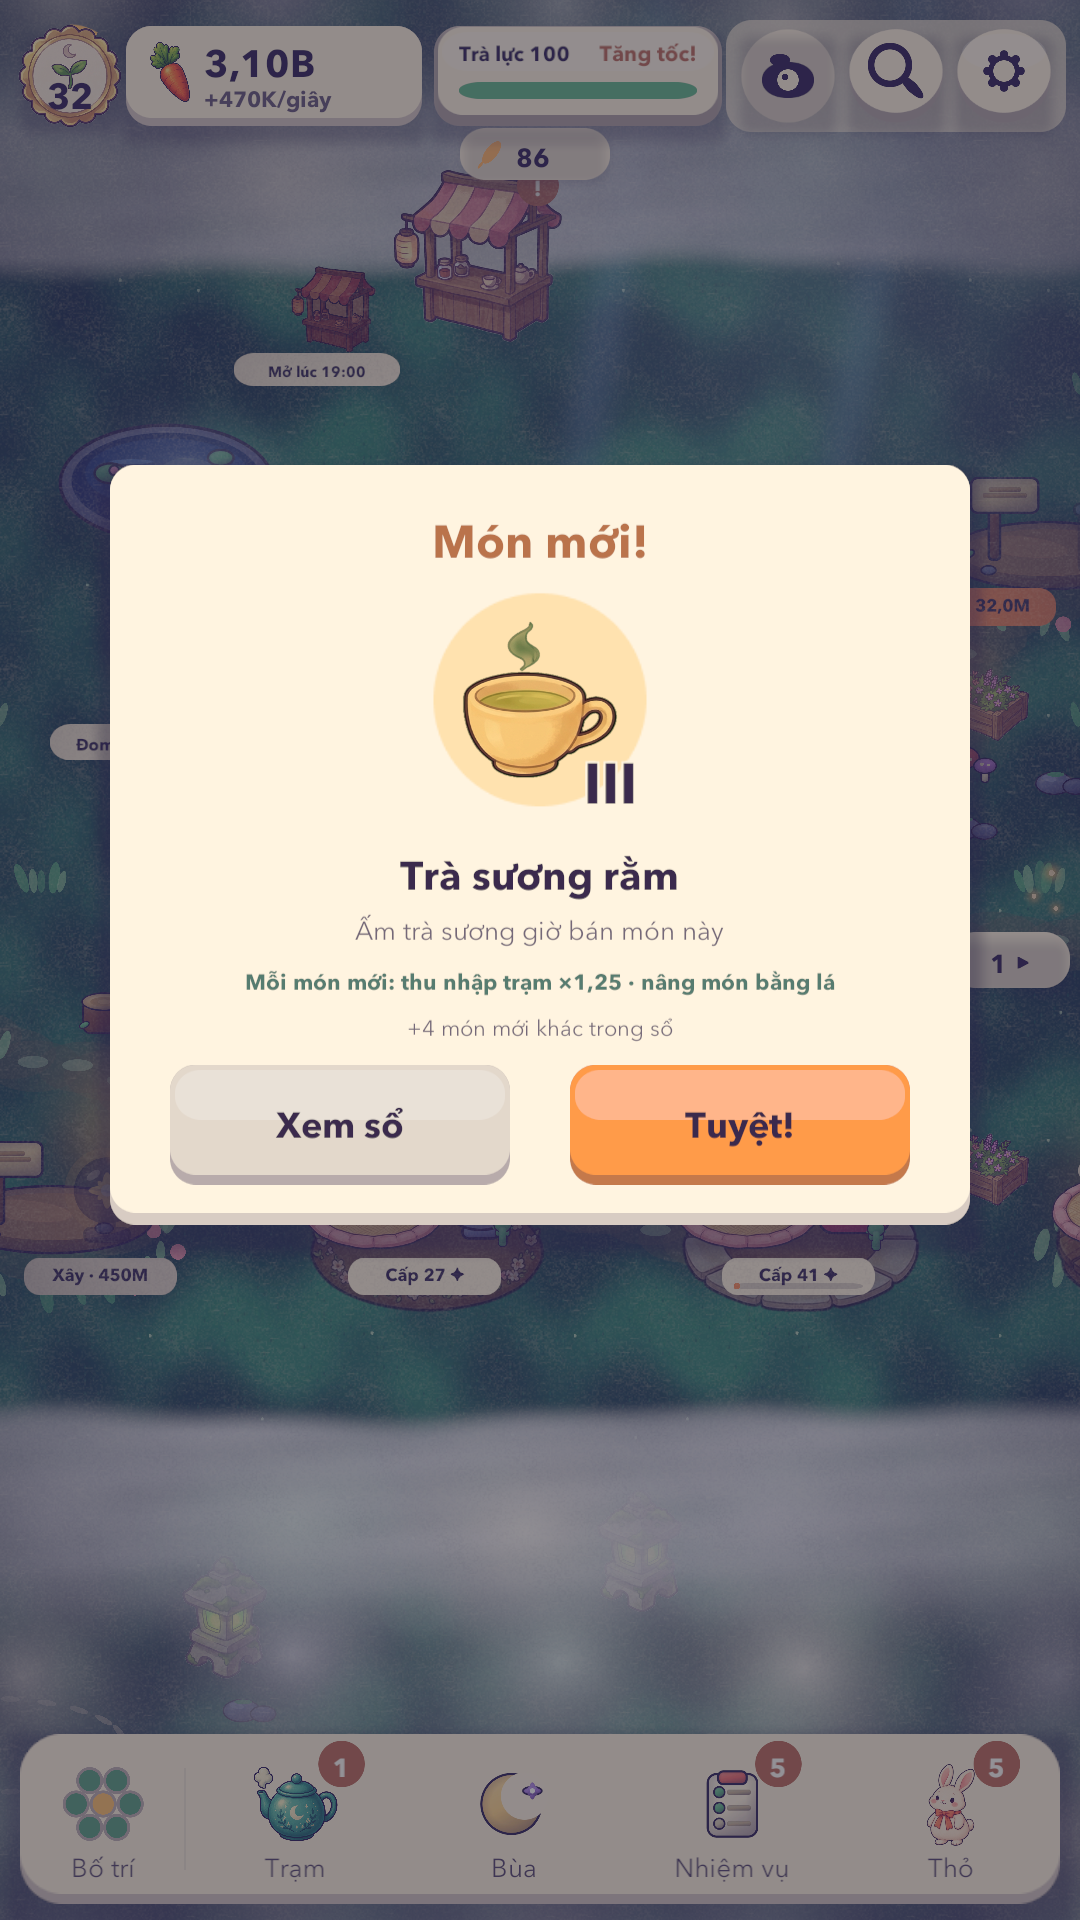 32
3,10B
+470K/giây
Trà lực 100
Tăng tốc!
86
!
Mở lúc 19:00
Món mới!
32,0M
Đom
III
Trà sương rằm
Ấm trà sương giờ bán món này
Mỗi món mới: thu nhập trạm ×1,25 · nâng món bằng lá
1 ▸
+4 món mới khác trong sổ
Xem sổ
Tuyệt!
Xây · 450M
Cấp 27 ✦
Cấp 41 ✦
1
5
5
Bố trí
Trạm
Bùa
Nhiệm vụ
Thỏ